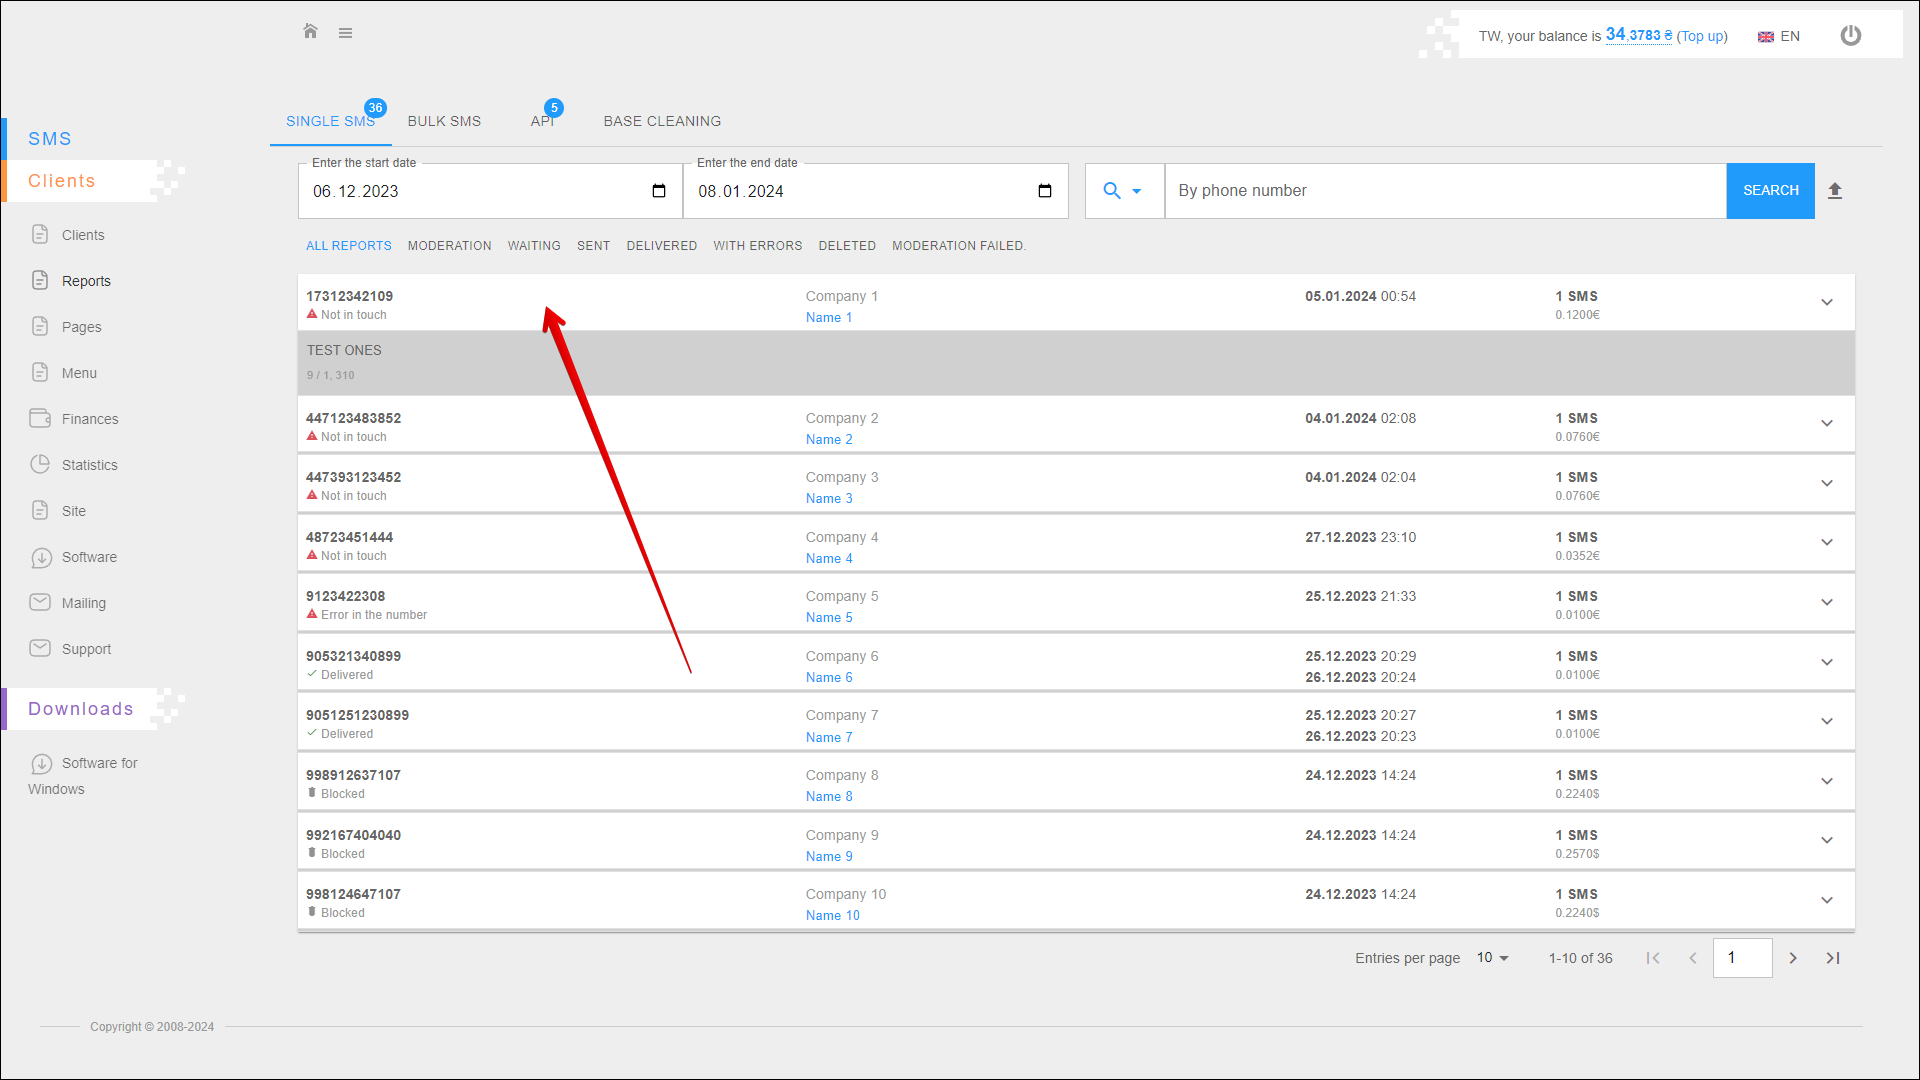 TW, your balance is 34,3783 ₴ (Top up) EN
SMS
Clients
Clients
Reports
Pages
Menu
Finances
Statistics
Site
Software
Mailing
Support
Downloads
Software for
Windows
SINGLE SMS 36 BULK SMS API 5 BASE CLEANING
Enter the start date Enter the end date
06.12.2023 08.01.2024 By phone number SEARCH
ALL REPORTS MODERATION WAITING SENT DELIVERED WITH ERRORS DELETED MODERATION FAILED.
17312342109 Company 1 05.01.2024 00:54 1 SMS
Not in touch Name 1 0.1200€
TEST ONES
9 / 1, 310
447123483852 Company 2 04.01.2024 02:08 1 SMS
Not in touch Name 2 0.0760€
447393123452 Company 3 04.01.2024 02:04 1 SMS
Not in touch Name 3 0.0760€
48723451444 Company 4 27.12.2023 23:10 1 SMS
Not in touch Name 4 0.0352€
9123422308 Company 5 25.12.2023 21:33 1 SMS
Error in the number Name 5 0.0100€
905321340899 Company 6 25.12.2023 20:29 1 SMS
Delivered Name 6 26.12.2023 20:24 0.0100€
9051251230899 Company 7 25.12.2023 20:27 1 SMS
Delivered Name 7 26.12.2023 20:23 0.0100€
998912637107 Company 8 24.12.2023 14:24 1 SMS
Blocked Name 8 0.2240$
992167404040 Company 9 24.12.2023 14:24 1 SMS
Blocked Name 9 0.2570$
998124647107 Company 10 24.12.2023 14:24 1 SMS
Blocked Name 10 0.2240$
Entries per page 10 1-10 of 36 1
Copyright © 2008-2024